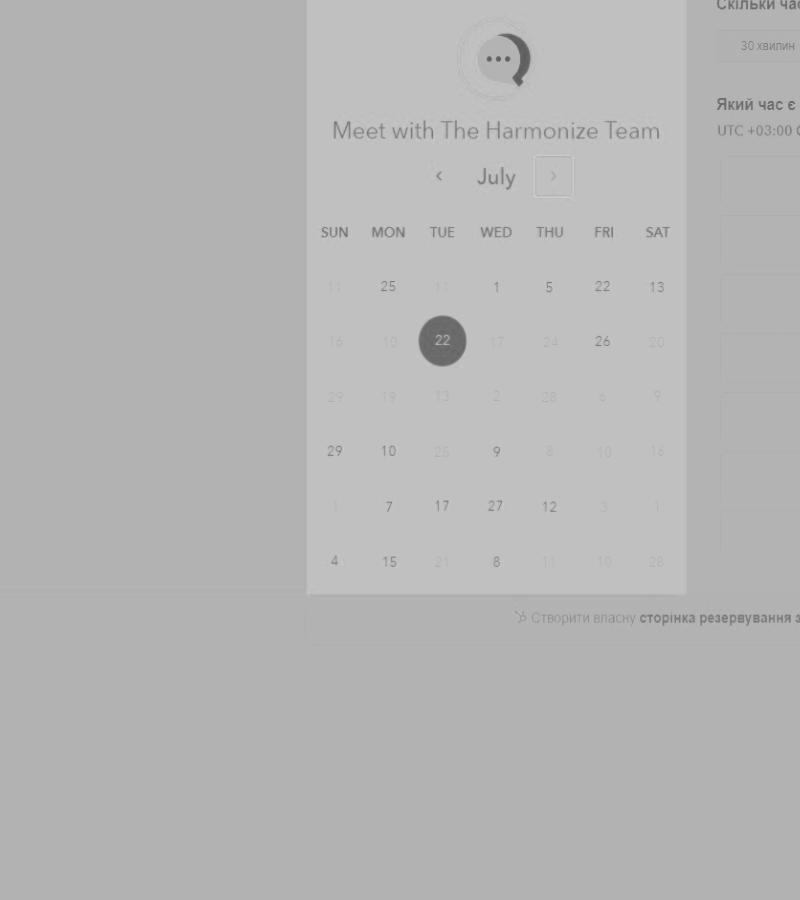 Meet with The Harmonize Team
July
SUN MON TUE WED THU FRI SAT
11 25 11 1 5 22 13
16 10 22 17 24 26 20
29 19 13 2 28 6 9
29 10 25 9 8 10 16
1 7 17 27 12 3 1
4 15 21 8 11 10 28
Скільки час
30 хвилин
Який час є
UTC +03:00
Створити власну сторінка резервування з